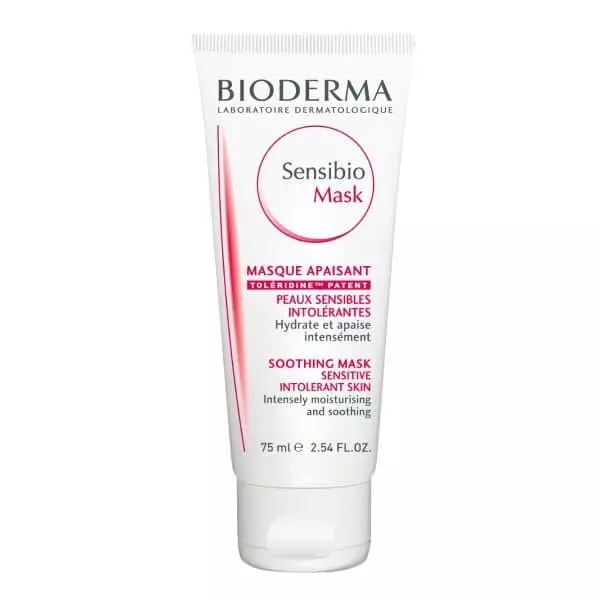 BIODERMA
LABORATOIRE DERMATOLOGIQUE
Sensibio
Mask
MASQUE APAISANT
TOLÉRIDINE™ PATENT
PEAUX SENSIBLES
INTOLÉRANTES
Hydrate et apaise
intensément
SOOTHING MASK
SENSITIVE
INTOLERANT SKIN
Intensely moisturising
and soothing
75 ml ℮ 2.54 FL.OZ.